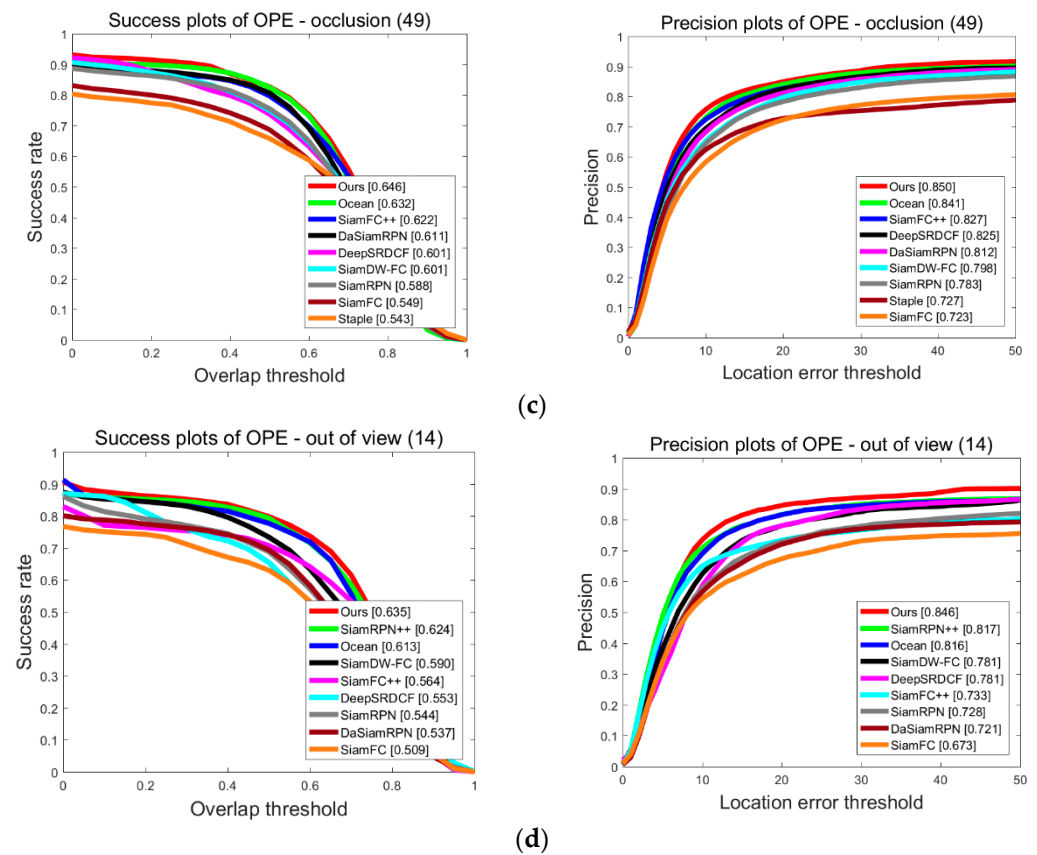 Success plots of OPE - occlusion (49)
1
0.9
0.8
0.7
0.6
0.5
0.4
0.3
0.2
0.1
0
Success rate
Ours [0.646]
Ocean [0.632]
SiamFC++ [0.622]
DaSiamRPN [0.611]
DeepSRDCF [0.601]
SiamDW-FC [0.601]
SiamRPN [0.588]
SiamFC [0.549]
Staple [0.543]
0 0.2 0.4 0.6 0.8 1
Overlap threshold
Precision plots of OPE - occlusion (49)
1
0.9
0.8
0.7
0.6
0.5
0.4
0.3
0.2
0.1
0
Precision
Ours [0.850]
Ocean [0.841]
SiamFC++ [0.827]
DeepSRDCF [0.825]
DaSiamRPN [0.812]
SiamDW-FC [0.798]
SiamRPN [0.783]
Staple [0.727]
SiamFC [0.723]
0 10 20 30 40 50
Location error threshold
(c)
Success plots of OPE - out of view (14)
1
0.9
0.8
0.7
0.6
0.5
0.4
0.3
0.2
0.1
0
Success rate
Ours [0.635]
SiamRPN++ [0.624]
Ocean [0.613]
SiamDW-FC [0.590]
SiamFC++ [0.564]
DeepSRDCF [0.553]
SiamRPN [0.544]
DaSiamRPN [0.537]
SiamFC [0.509]
0 0.2 0.4 0.6 0.8 1
Overlap threshold
Precision plots of OPE - out of view (14)
1
0.9
0.8
0.7
0.6
0.5
0.4
0.3
0.2
0.1
0
Precision
Ours [0.846]
SiamRPN++ [0.817]
Ocean [0.816]
SiamDW-FC [0.781]
DeepSRDCF [0.781]
SiamFC++ [0.733]
SiamRPN [0.728]
DaSiamRPN [0.721]
SiamFC [0.673]
0 10 20 30 40 50
Location error threshold
(d)